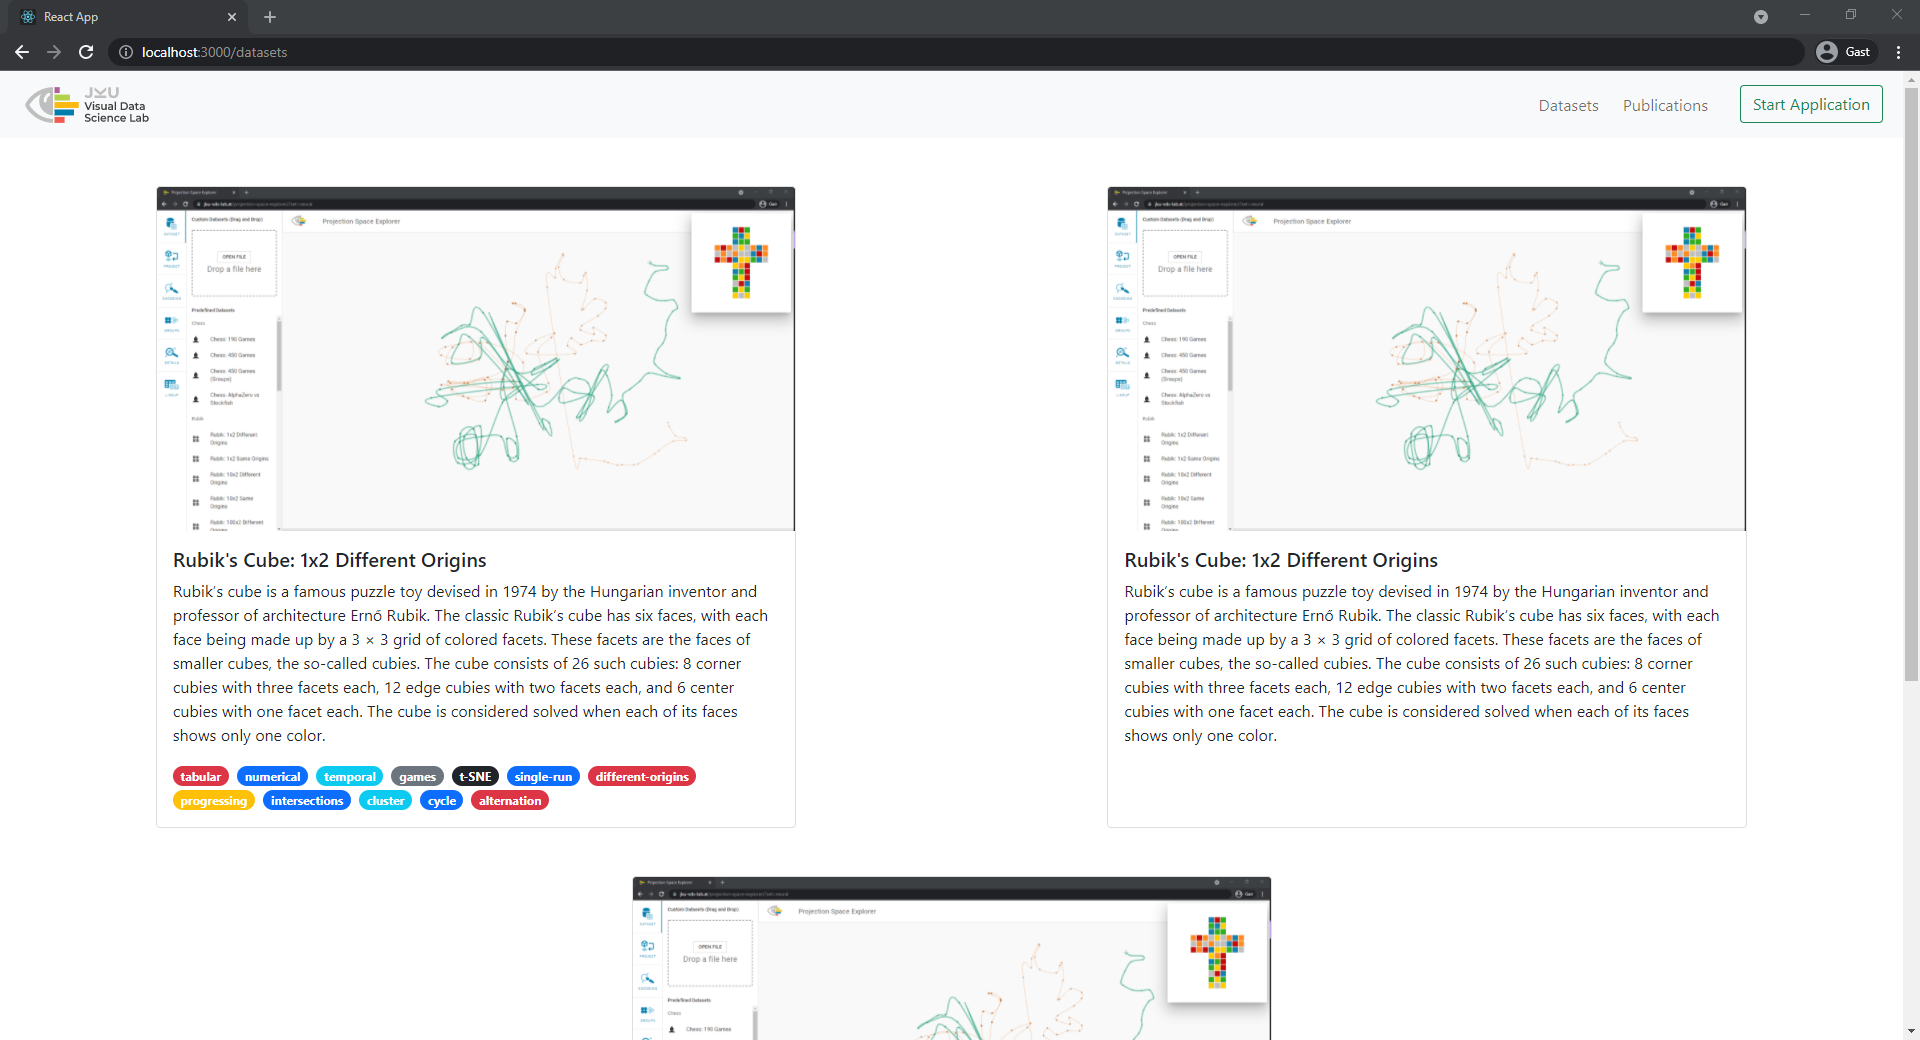 React App
localhost:3000/datasets
Gast
JKU
Visual Data
Science Lab
Datasets
Publications
Start Application
Projection Space Explorer
Custom Datasets (Drag and Drop)
Projection Space Explorer
OPEN FILE
Drop a file here
Predefined Datasets
Chess
Chess: 190 Games
Chess: 450 Games
Chess: 450 Games
(Groups)
Chess: AlphaZero vs
Stockfish
Rubik
Rubik: 1x2 Different
Origins
Rubik: 1x2 Same Origins
Rubik: 10x2 Different
Origins
Rubik: 10x2 Same
Origins
Rubik: 100x2 Different
Rubik's Cube: 1x2 Different Origins
Rubik's cube is a famous puzzle toy devised in 1974 by the Hungarian inventor and
professor of architecture Ernő Rubik. The classic Rubik's cube has six faces, with each
face being made up by a 3 × 3 grid of colored facets. These facets are the faces of
smaller cubes, the so-called cubies. The cube consists of 26 such cubies: 8 corner
cubies with three facets each, 12 edge cubies with two facets each, and 6 center
cubies with one facet each. The cube is considered solved when each of its faces
shows only one color.
tabular numerical temporal games t-SNE single-run different-origins
progressing intersections cluster cycle alternation
Projection Space Explorer
Custom Datasets (Drag and Drop)
Projection Space Explorer
OPEN FILE
Drop a file here
Predefined Datasets
Chess
Chess: 190 Games
Chess: 450 Games
Chess: 450 Games
(Groups)
Chess: AlphaZero vs
Stockfish
Rubik
Rubik: 1x2 Different
Origins
Rubik: 1x2 Same Origins
Rubik: 10x2 Different
Origins
Rubik: 10x2 Same
Origins
Rubik: 100x2 Different
Rubik's Cube: 1x2 Different Origins
Rubik's cube is a famous puzzle toy devised in 1974 by the Hungarian inventor and
professor of architecture Ernő Rubik. The classic Rubik's cube has six faces, with each
face being made up by a 3 × 3 grid of colored facets. These facets are the faces of
smaller cubes, the so-called cubies. The cube consists of 26 such cubies: 8 corner
cubies with three facets each, 12 edge cubies with two facets each, and 6 center
cubies with one facet each. The cube is considered solved when each of its faces
shows only one color.
Projection Space Explorer
Custom Datasets (Drag and Drop)
Projection Space Explorer
OPEN FILE
Drop a file here
Predefined Datasets
Chess
Chess: 190 Games